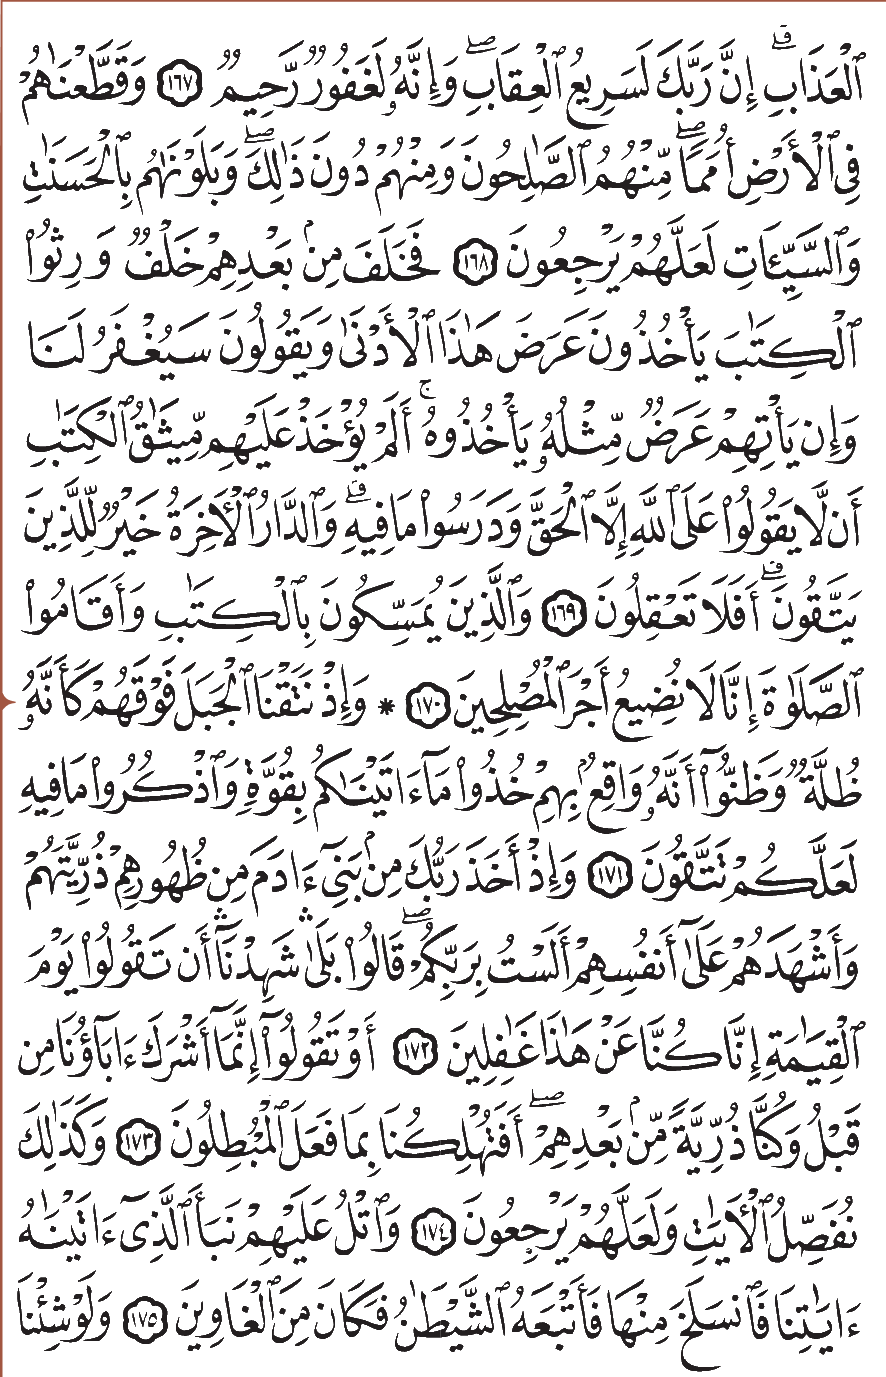 ٱلۡعَذَابِۗ إِنَّ رَبَّكَ لَسَرِيعُ ٱلۡعِقَابِۖ وَإِنَّهُۥ لَغَفُورٞ رَّحِيمٞ ١٦٧ وَقَطَّعۡنَٰهُمۡ
فِي ٱلۡأَرۡضِ أُمَمٗاۖ مِّنۡهُمُ ٱلصَّٰلِحُونَ وَمِنۡهُمۡ دُونَ ذَٰلِكَۖ وَبَلَوۡنَٰهُم بِٱلۡحَسَنَٰتِ
وَٱلسَّيِّـَٔاتِ لَعَلَّهُمۡ يَرۡجِعُونَ ١٦٨ فَخَلَفَ مِنۢ بَعۡدِهِمۡ خَلۡفٞ وَرِثُواْ
ٱلۡكِتَٰبَ يَأۡخُذُونَ عَرَضَ هَٰذَا ٱلۡأَدۡنَىٰ وَيَقُولُونَ سَيُغۡفَرُ لَنَا
وَإِن يَأۡتِهِمۡ عَرَضٞ مِّثۡلُهُۥ يَأۡخُذُوهُۚ أَلَمۡ يُؤۡخَذۡ عَلَيۡهِم مِّيثَٰقُ ٱلۡكِتَٰبِ
أَن لَّا يَقُولُواْ عَلَى ٱللَّهِ إِلَّا ٱلۡحَقَّ وَدَرَسُواْ مَا فِيهِۗ وَٱلدَّارُ ٱلۡأٓخِرَةُ خَيۡرٞ لِّلَّذِينَ
يَتَّقُونَۗ أَفَلَا تَعۡقِلُونَ ١٦٩ وَٱلَّذِينَ يُمَسِّكُونَ بِٱلۡكِتَٰبِ وَأَقَامُواْ
ٱلصَّلَوٰةَ إِنَّا لَا نُضِيعُ أَجۡرَ ٱلۡمُصۡلِحِينَ ١٧٠ * وَإِذۡ نَتَقۡنَا ٱلۡجَبَلَ فَوۡقَهُمۡ كَأَنَّهُۥ
ظُلَّةٞ وَظَنُّوٓاْ أَنَّهُۥ وَاقِعُۢ بِهِمۡ خُذُواْ مَآ ءَاتَيۡنَٰكُم بِقُوَّةٖ وَٱذۡكُرُواْ مَا فِيهِ
لَعَلَّكُمۡ تَتَّقُونَ ١٧١ وَإِذۡ أَخَذَ رَبُّكَ مِنۢ بَنِيٓ ءَادَمَ مِن ظُهُورِهِمۡ ذُرِّيَّتَهُمۡ
وَأَشۡهَدَهُمۡ عَلَىٰٓ أَنفُسِهِمۡ أَلَسۡتُ بِرَبِّكُمۡۖ قَالُواْ بَلَىٰۛ شَهِدۡنَآۛ أَن تَقُولُواْ يَوۡمَ
ٱلۡقِيَٰمَةِ إِنَّا كُنَّا عَنۡ هَٰذَا غَٰفِلِينَ ١٧٢ أَوۡ تَقُولُوٓاْ إِنَّمَآ أَشۡرَكَ ءَابَآؤُنَا مِن
قَبۡلُ وَكُنَّا ذُرِّيَّةٗ مِّنۢ بَعۡدِهِمۡۖ أَفَتُهۡلِكُنَا بِمَا فَعَلَ ٱلۡمُبۡطِلُونَ ١٧٣ وَكَذَٰلِكَ
نُفَصِّلُ ٱلۡأٓيَٰتِ وَلَعَلَّهُمۡ يَرۡجِعُونَ ١٧٤ وَٱتۡلُ عَلَيۡهِمۡ نَبَأَ ٱلَّذِيٓ ءَاتَيۡنَٰهُ
ءَايَٰتِنَا فَٱنسَلَخَ مِنۡهَا فَأَتۡبَعَهُ ٱلشَّيۡطَٰنُ فَكَانَ مِنَ ٱلۡغَاوِينَ ١٧٥ وَلَوۡ شِئۡنَا